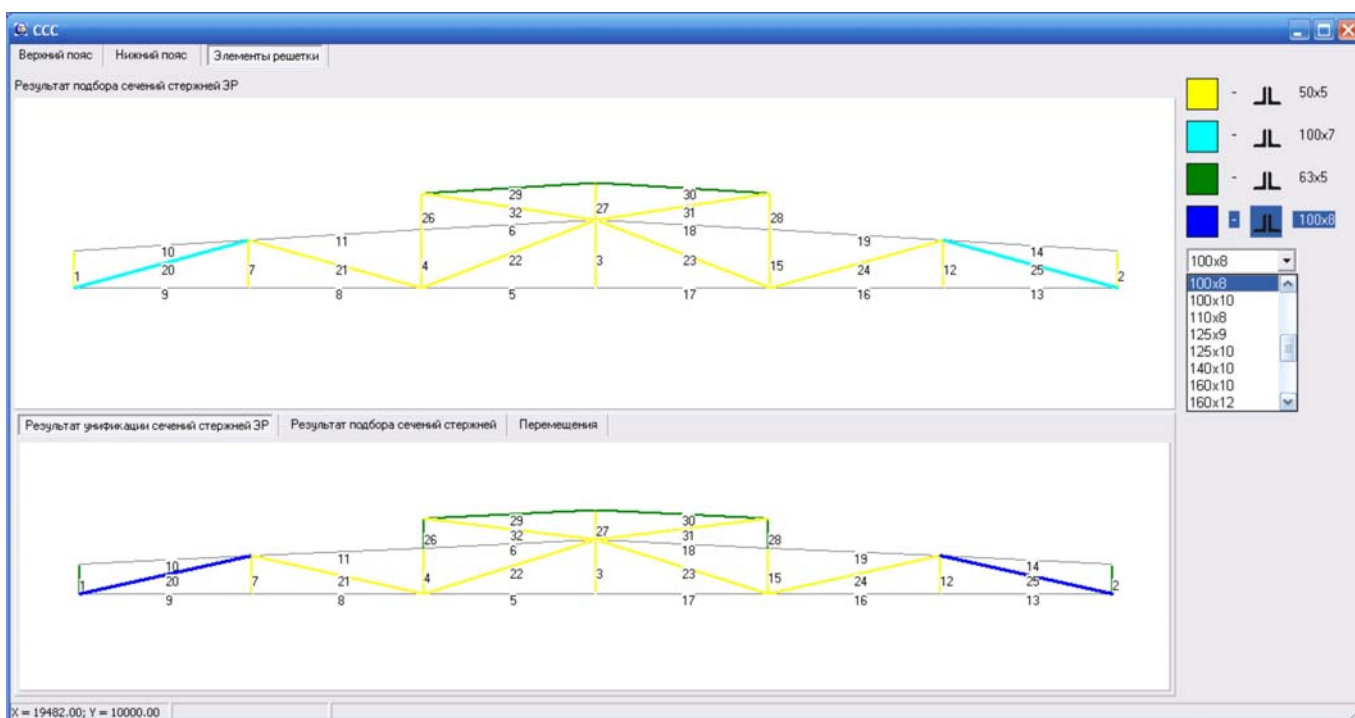 ССС
Верхний пояс Нижний пояс Элементы решетки
Результат подбора сечений стержней ЭР
29 30
27
26 32 31 28
6 18
11 19
10 14
1 20 7 21 4 22 3 23 15 24 12 25 2
9 8 5 17 16 13
- 50x5
- 100x7
- 63x5
- 100x8
100x8
100x8
100x10
110x8
125x9
125x10
140x10
160x10
160x12
Результат унификации сечений стержней ЭР Результат подбора сечений стержней Перемещения
29 30
27
26 32 31 28
6 18
11 19
10 14
1 20 7 21 4 22 3 23 15 24 12 25 2
9 8 5 17 16 13
X = 19482.00; Y = 10000.00